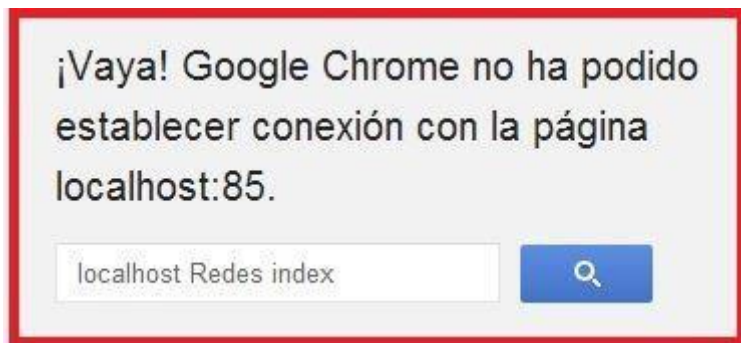 ¡Vaya! Google Chrome no ha podido
establecer conexión con la página
localhost:85.
localhost Redes index